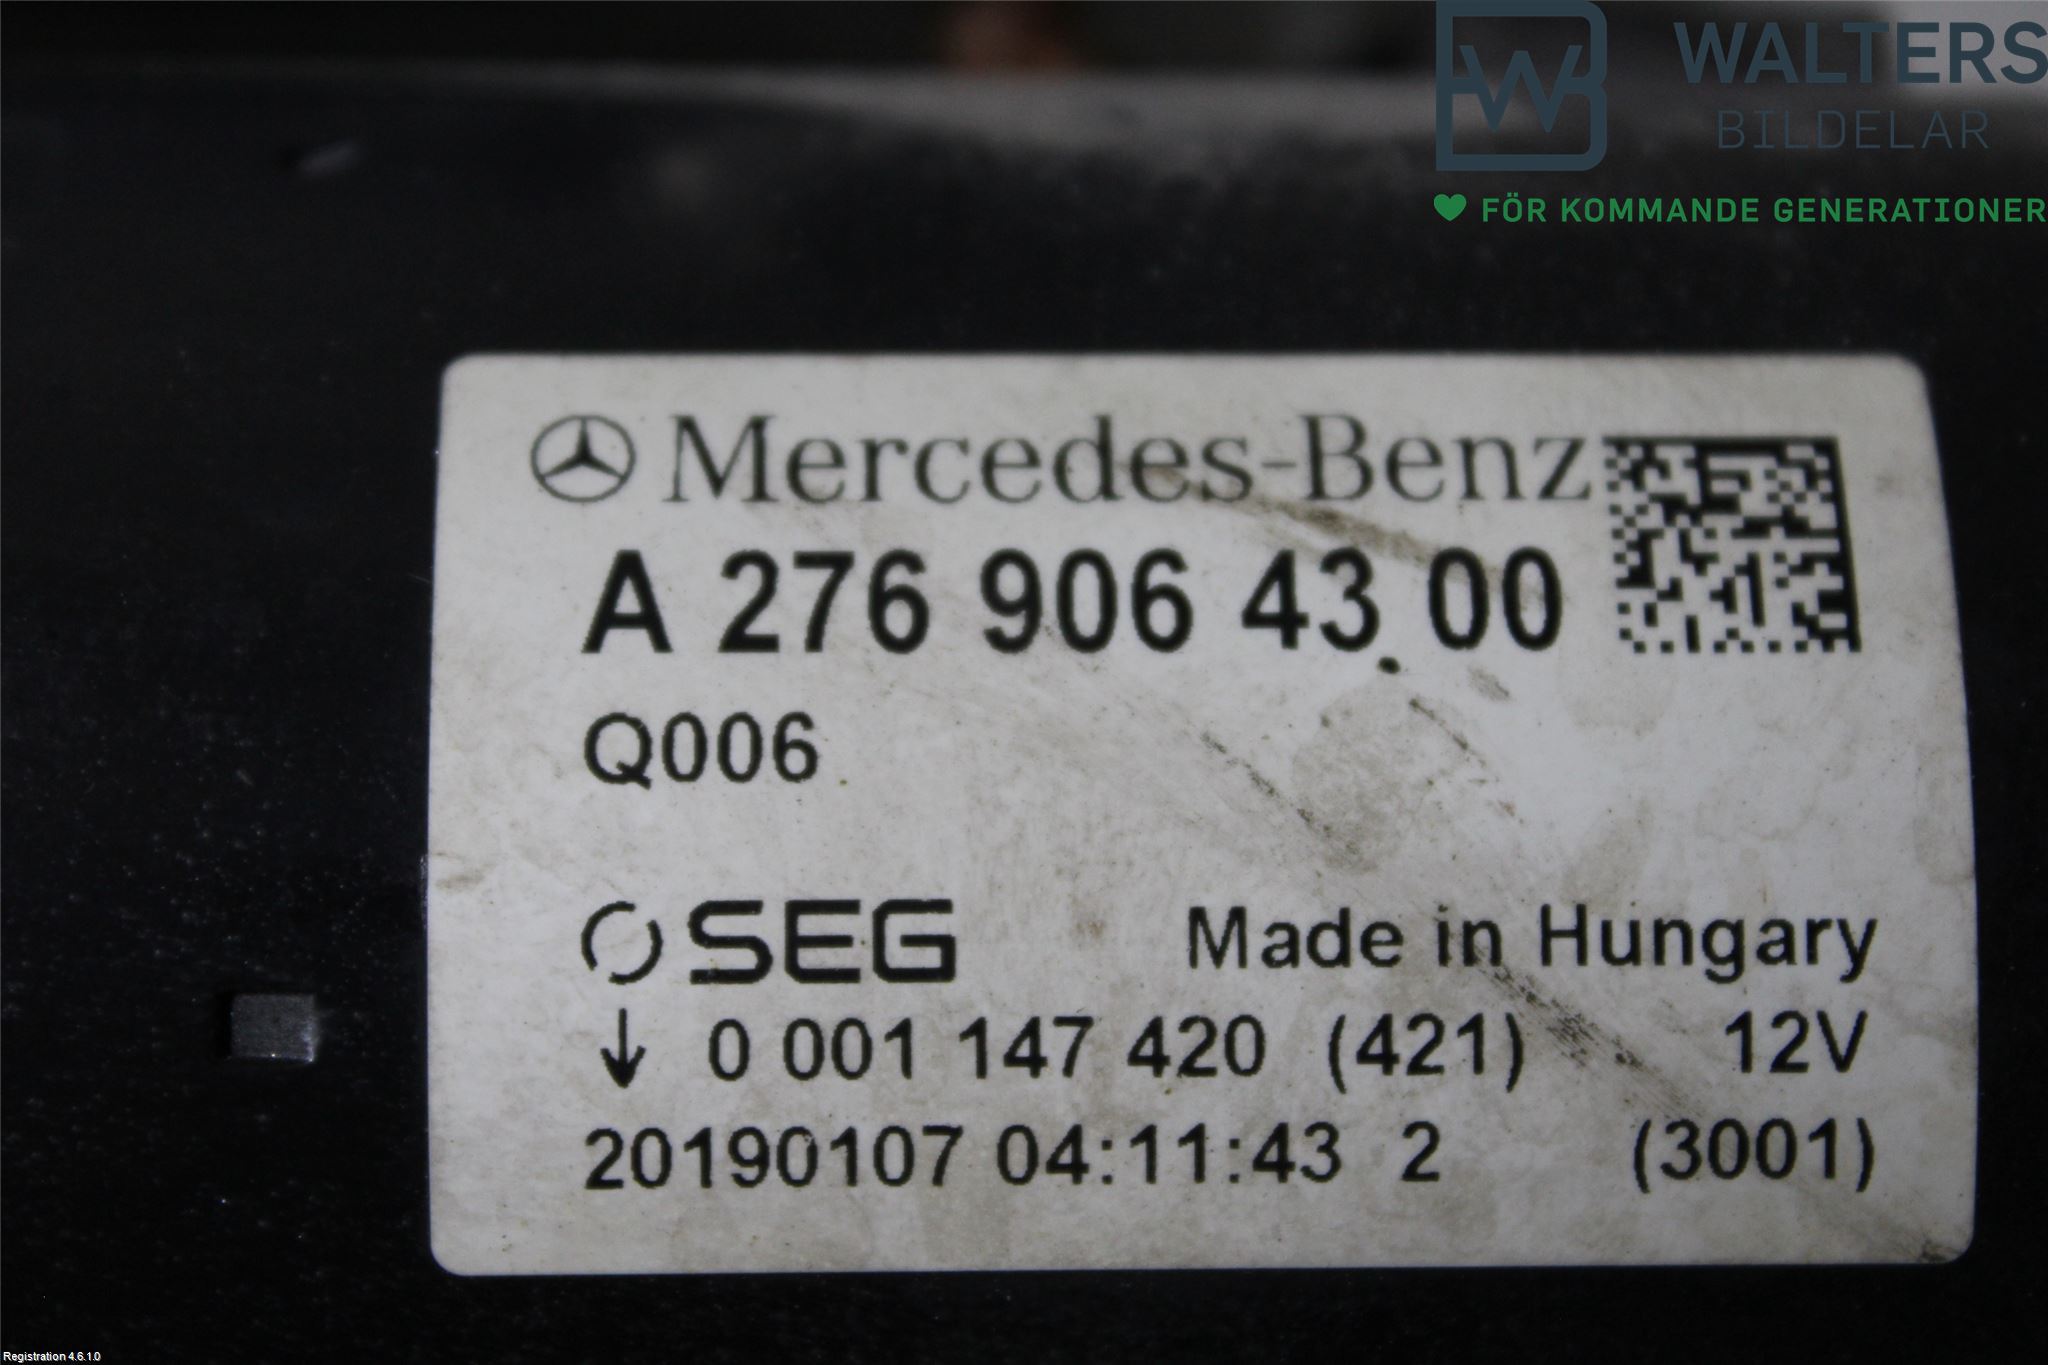 WALTERS
BILDELAR
FÖR KOMMANDE GENERATIONER
Mercedes-Benz
A 276 906 43 00
Q006
SEG Made in Hungary
↓ 0 001 147 420 (421) 12V
20190107 04:11:43 2 (3001)
Registration 4.6.1.0